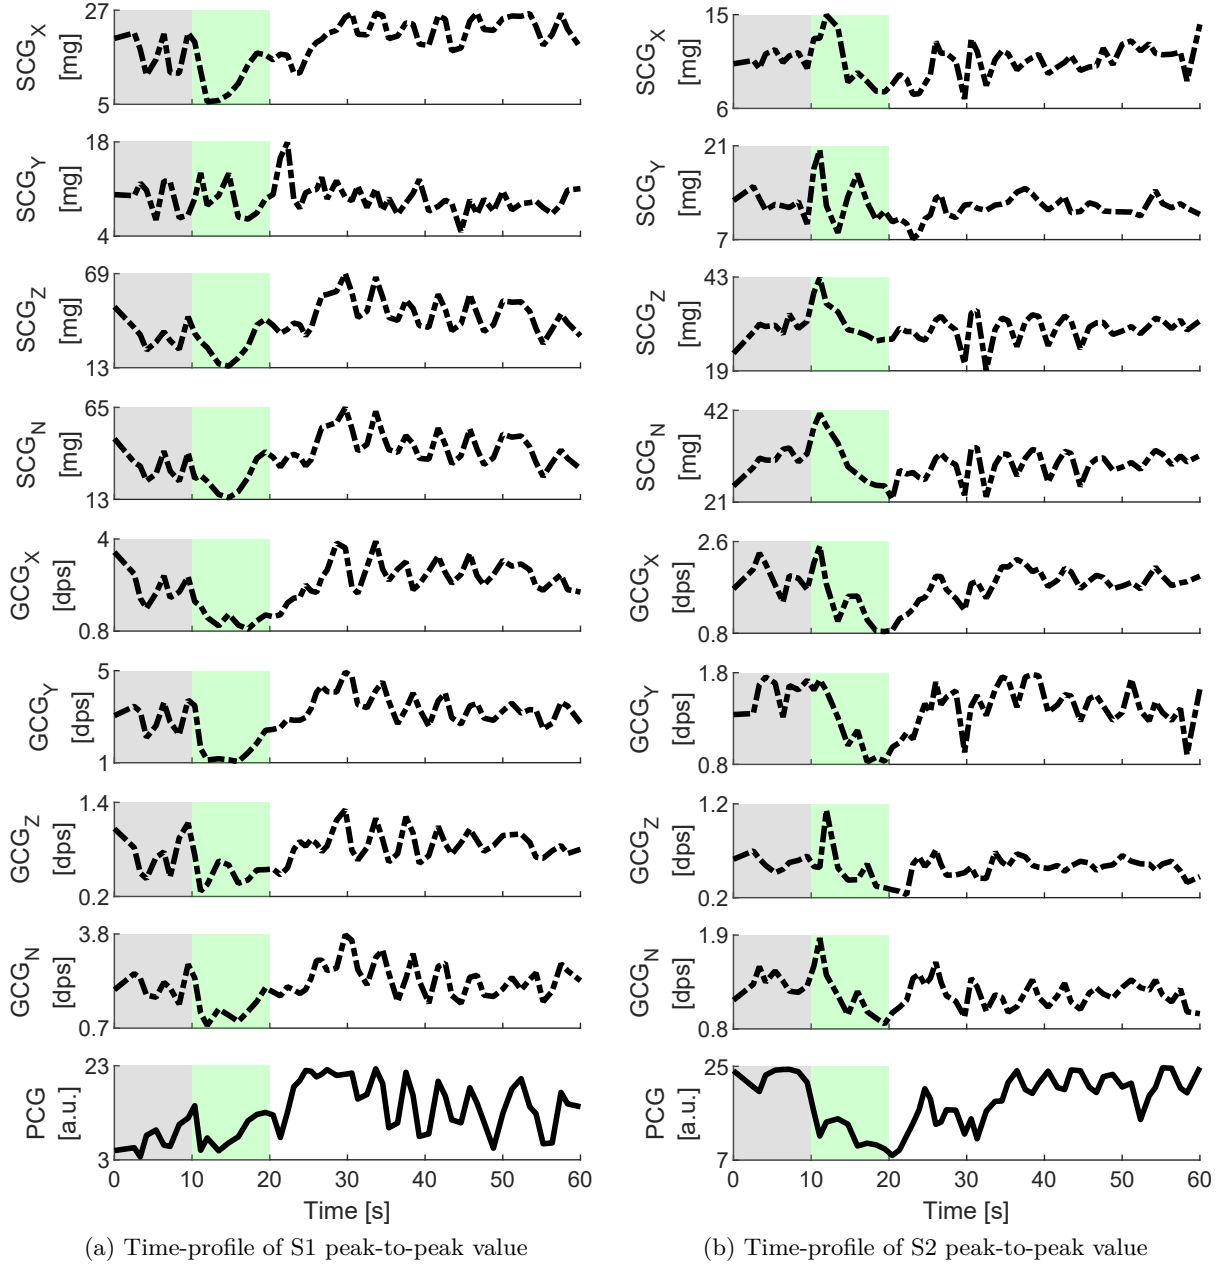 27
SCG_X
[mg]
5
18
SCG_Y
[mg]
4
69
SCG_Z
[mg]
13
65
SCG_N
[mg]
13
4
GCG_X
[dps]
0.8
5
GCG_Y
[dps]
1
1.4
GCG_Z
[dps]
0.2
3.8
GCG_N
[dps]
0.7
23
PCG
[a.u.]
3
0 10 20 30 40 50 60
Time [s]
(a) Time-profile of S1 peak-to-peak value
15
SCG_X
[mg]
6
21
SCG_Y
[mg]
7
43
SCG_Z
[mg]
19
42
SCG_N
[mg]
21
2.6
GCG_X
[dps]
0.8
1.8
GCG_Y
[dps]
0.8
1.2
GCG_Z
[dps]
0.2
1.9
GCG_N
[dps]
0.8
25
PCG
[a.u.]
7
0 10 20 30 40 50 60
Time [s]
(b) Time-profile of S2 peak-to-peak value